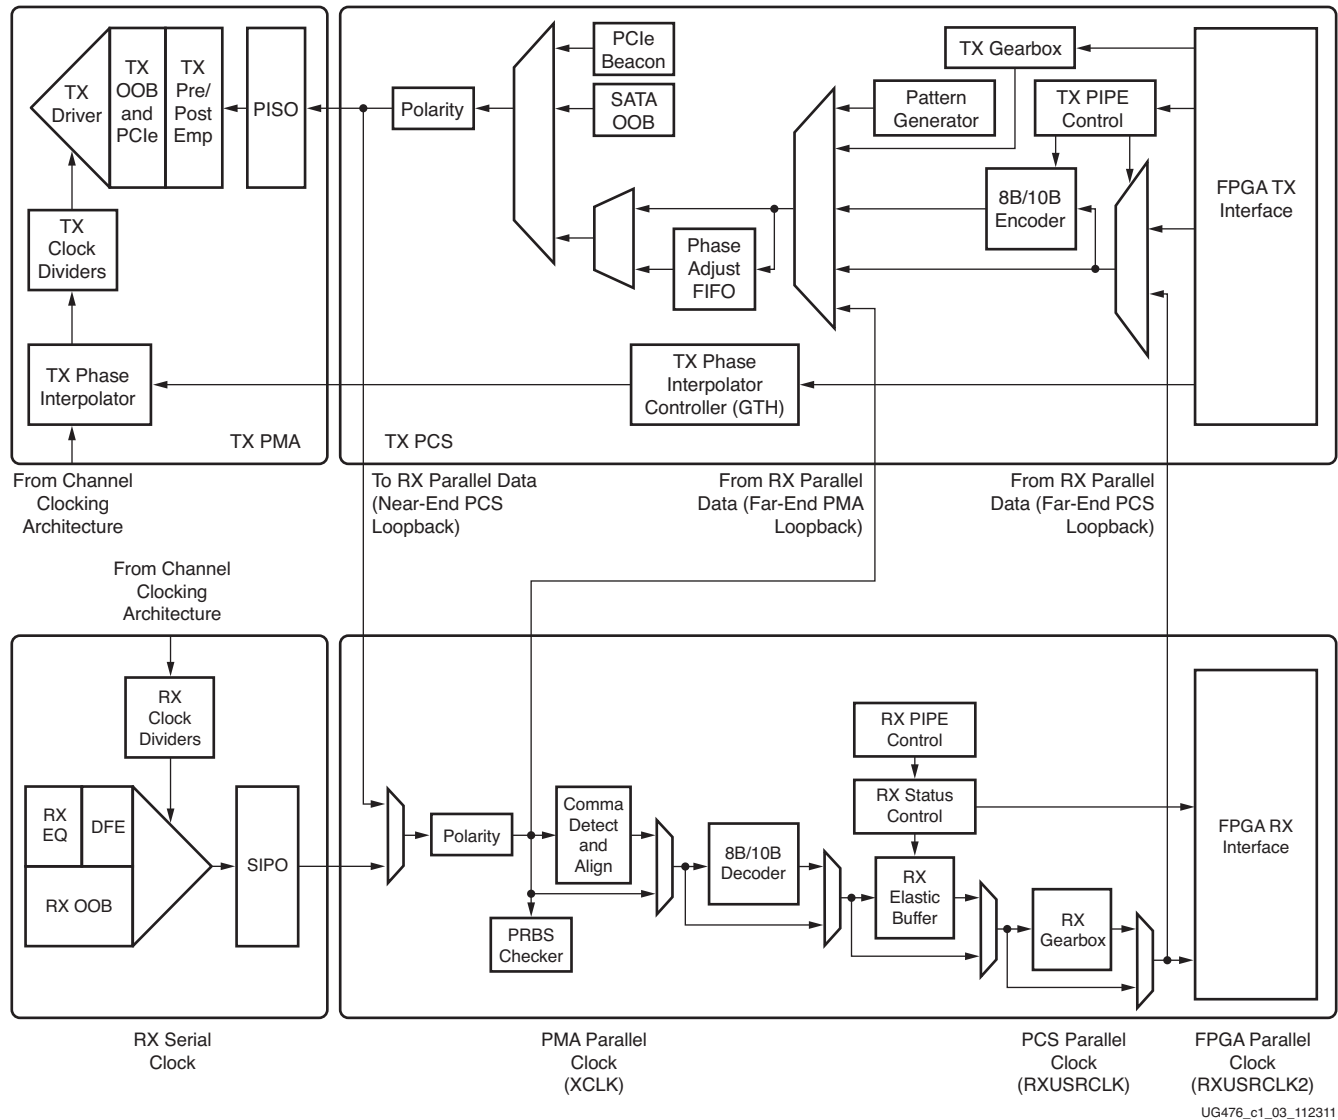 TX
Driver
TX
OOB
and
PCIe
TX
Pre/
Post
Emp
PISO
Polarity
PCIe
Beacon
SATA
OOB
TX Gearbox
Pattern
Generator
TX PIPE
Control
FPGA TX
Interface
8B/10B
Encoder
Phase
Adjust
FIFO
TX
Clock
Dividers
TX Phase
Interpolator
TX Phase
Interpolator
Controller (GTH)
TX PMA
TX PCS
From Channel
Clocking
Architecture
To RX Parallel Data
(Near-End PCS
Loopback)
From RX Parallel
Data (Far-End PMA
Loopback)
From RX Parallel
Data (Far-End PCS
Loopback)
From Channel
Clocking
Architecture
RX
Clock
Dividers
RX
EQ
DFE
RX OOB
SIPO
Polarity
PRBS
Checker
Comma
Detect
and
Align
8B/10B
Decoder
RX PIPE
Control
RX Status
Control
RX
Elastic
Buffer
RX
Gearbox
FPGA RX
Interface
RX Serial
Clock
PMA Parallel
Clock
(XCLK)
PCS Parallel
Clock
(RXUSRCLK)
FPGA Parallel
Clock
(RXUSRCLK2)
UG476_c1_03_112311